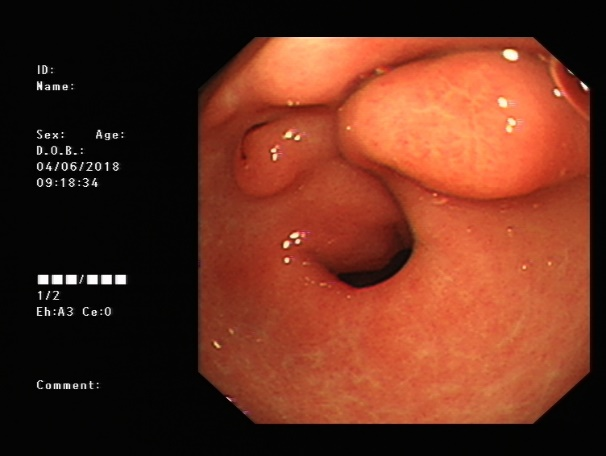 ID:
Name:
Sex: Age:
D.O.B.:
04/06/2018
09:18:34
■■■/■■■
1/2
Eh:A3 Ce:0
Comment: